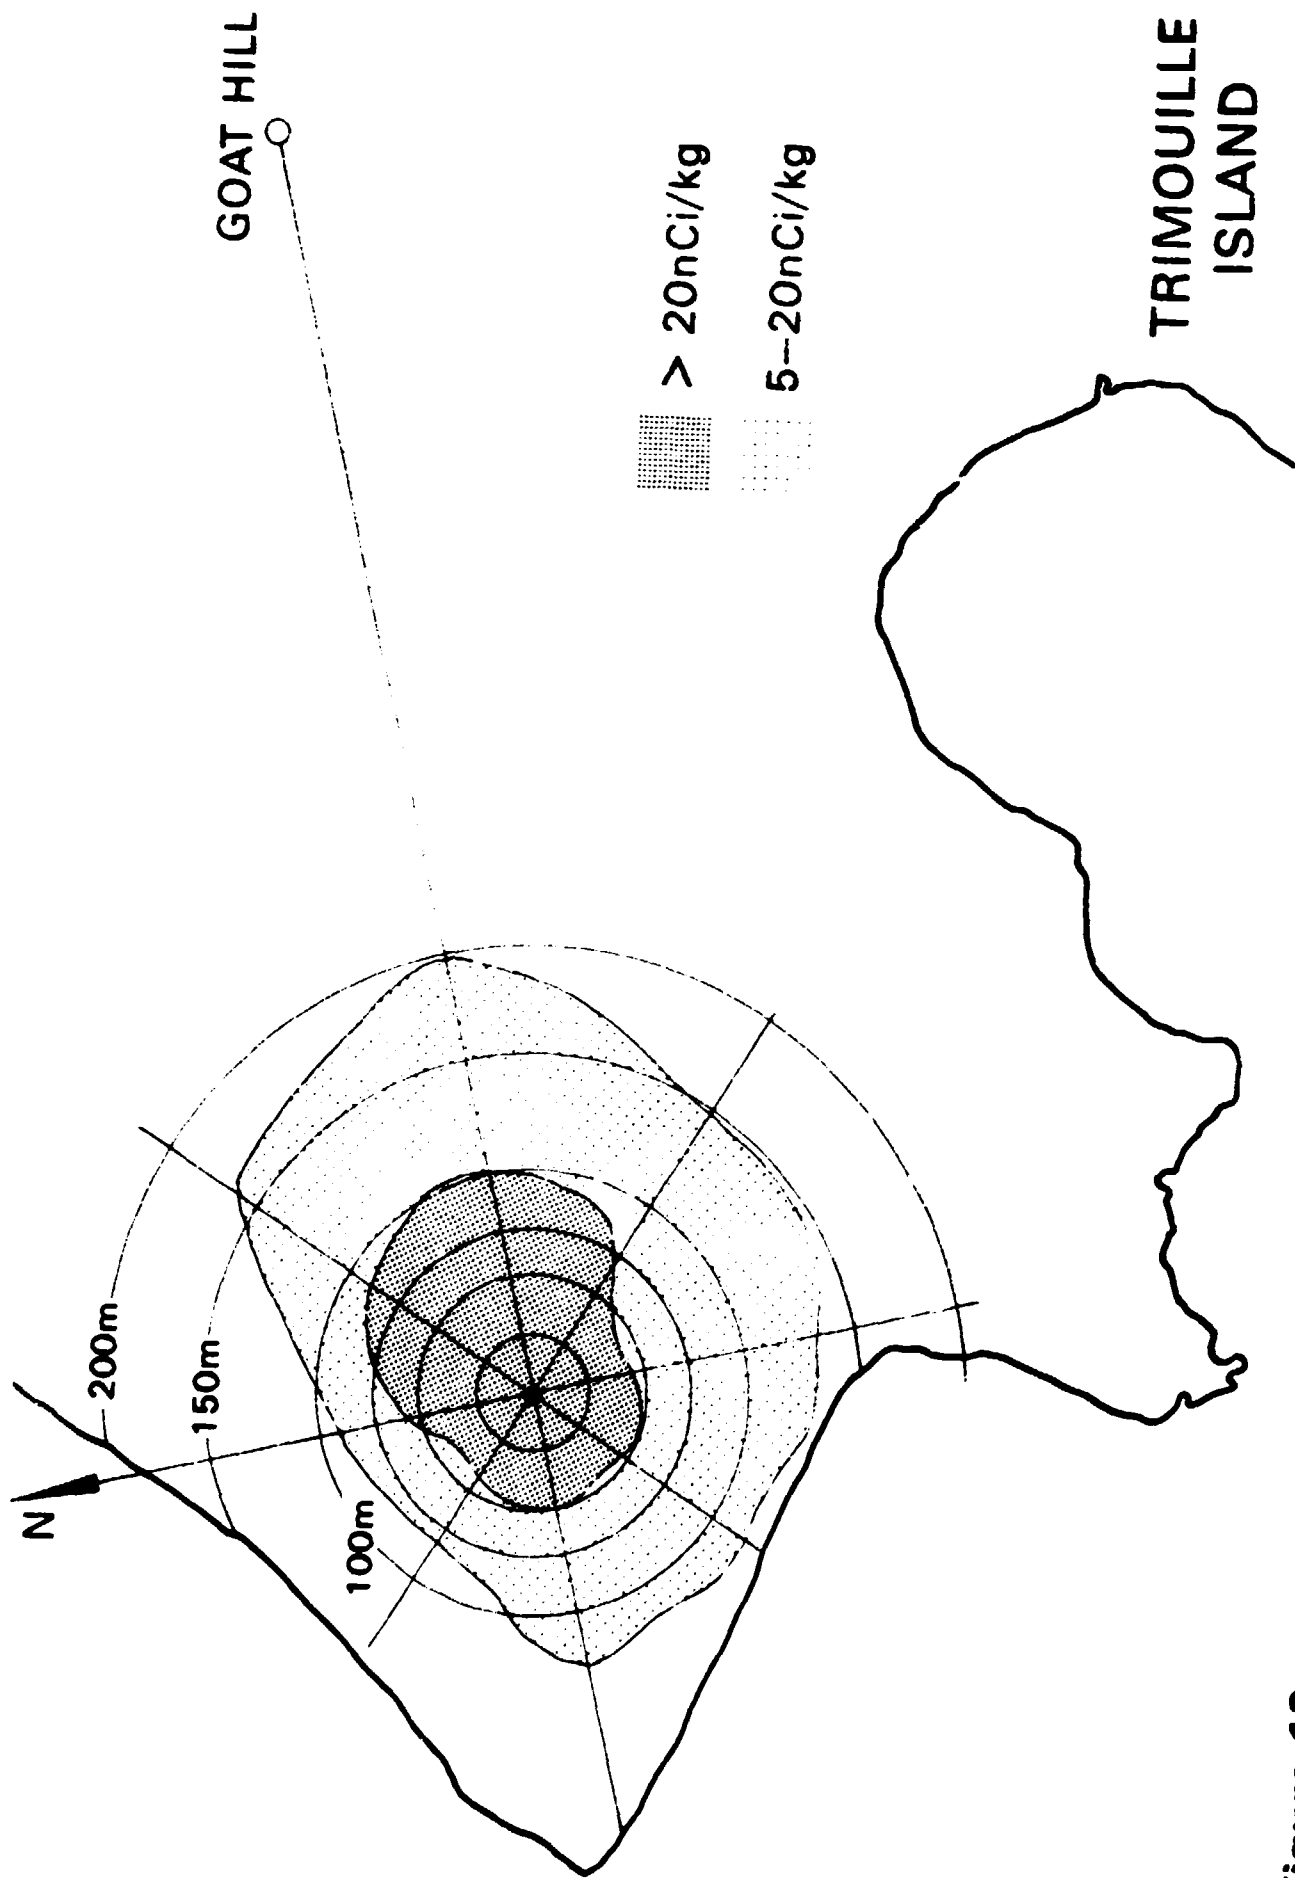 N
200m
150m
100m
GOAT HILL
> 20nCi/kg
5–20nCi/kg
TRIMOUILLE
ISLAND